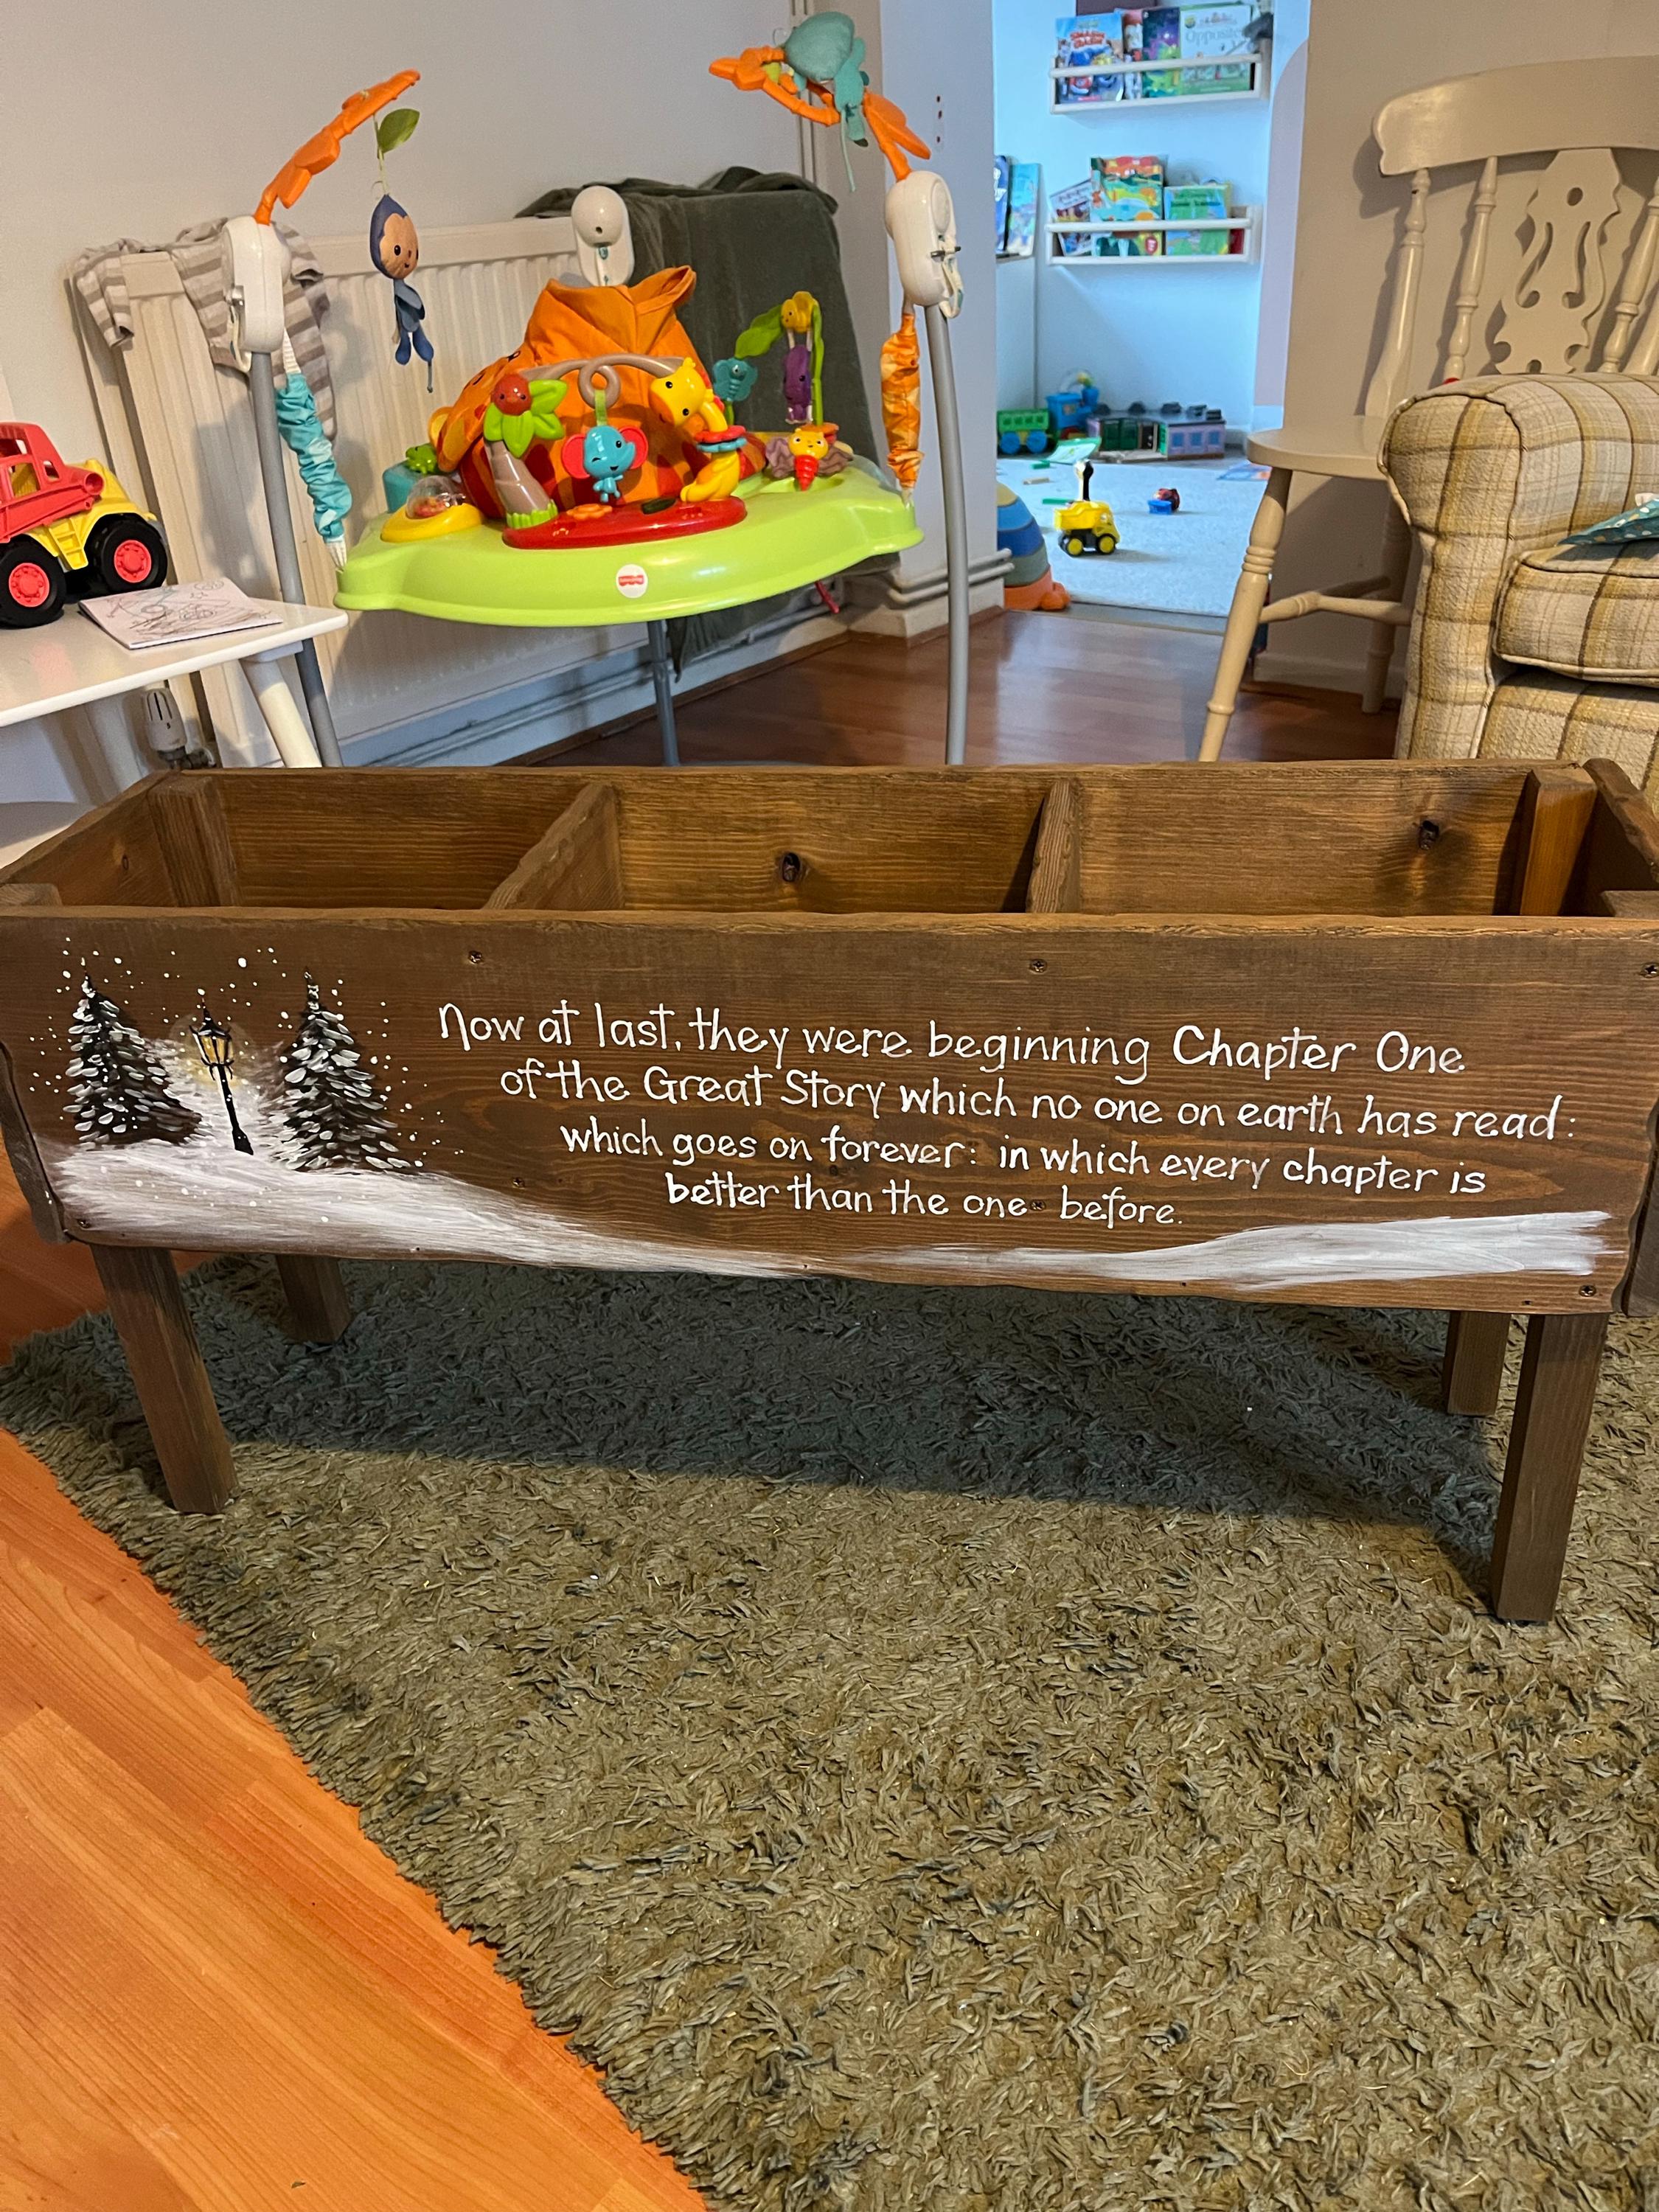 Opposites
Now at last, they were beginning Chapter One
of the Great Story which no one on earth has read:
which goes on forever: in which every chapter is
better than the one before.